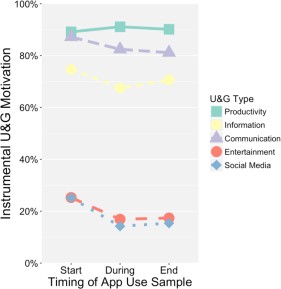 100%
80%
60%
40%
20%
0%
Instrumental U&G Motivation
Start
During
End
Timing of App Use Sample
U&G Type
Productivity
Information
Communication
Entertainment
Social Media